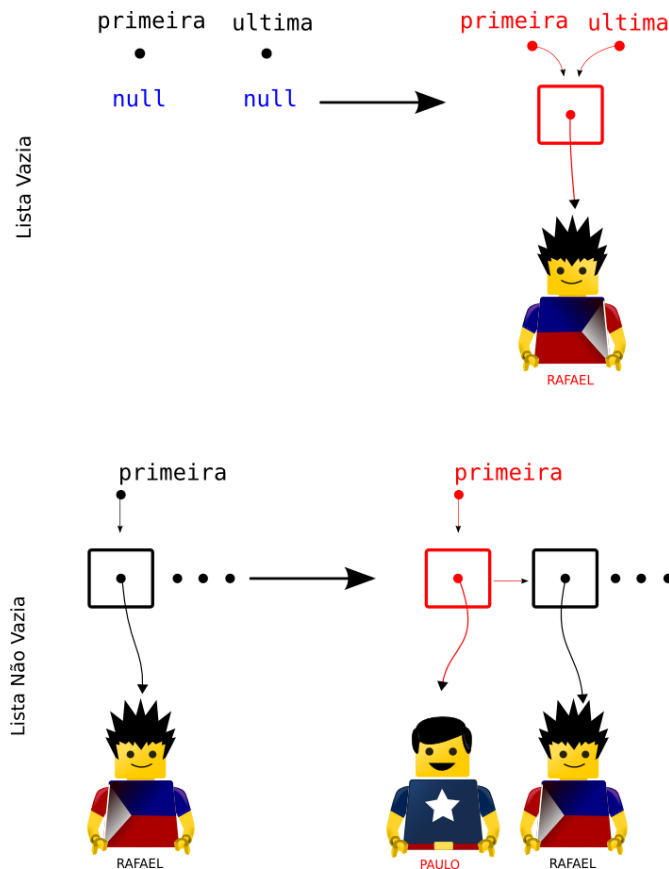 primeira ultima
null null
primeira ultima
Lista Vazia
RAFAEL
primeira
primeira
Lista Não Vazia
RAFAEL
PAULO
RAFAEL